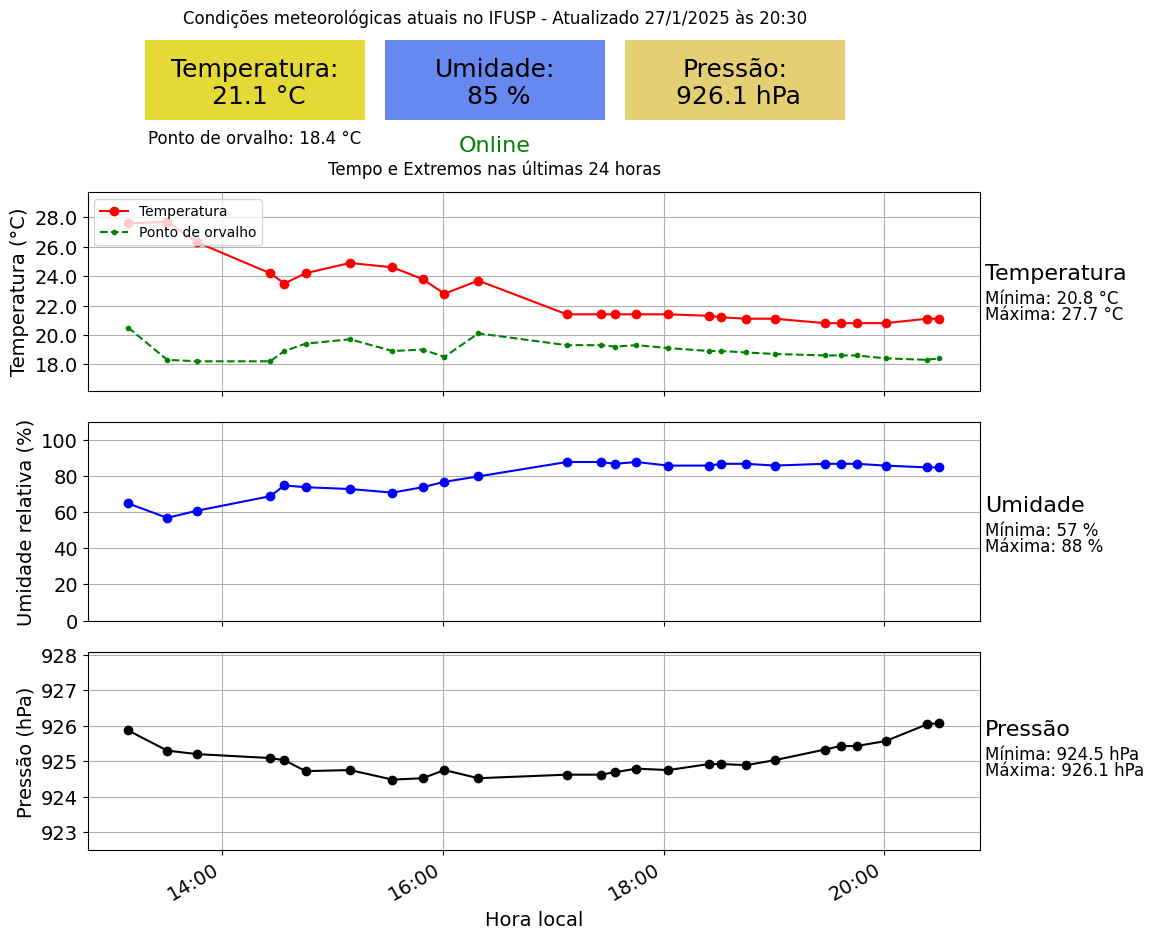 Condições meteorológicas atuais no IFUSP - Atualizado 27/1/2025 às 20:30
Temperatura:
21.1 °C
Umidade:
85 %
Pressão:
926.1 hPa
Ponto de orvalho: 18.4 °C
Online
Tempo e Extremos nas últimas 24 horas
Temperatura (°C)
28.0
26.0
24.0
22.0
20.0
18.0
Temperatura
Ponto de orvalho
Temperatura
Mínima: 20.8 °C
Máxima: 27.7 °C
Umidade relativa (%)
100
80
60
40
20
0
Umidade
Mínima: 57 %
Máxima: 88 %
Pressão (hPa)
928
927
926
925
924
923
Pressão
Mínima: 924.5 hPa
Máxima: 926.1 hPa
14:00
16:00
18:00
20:00
Hora local